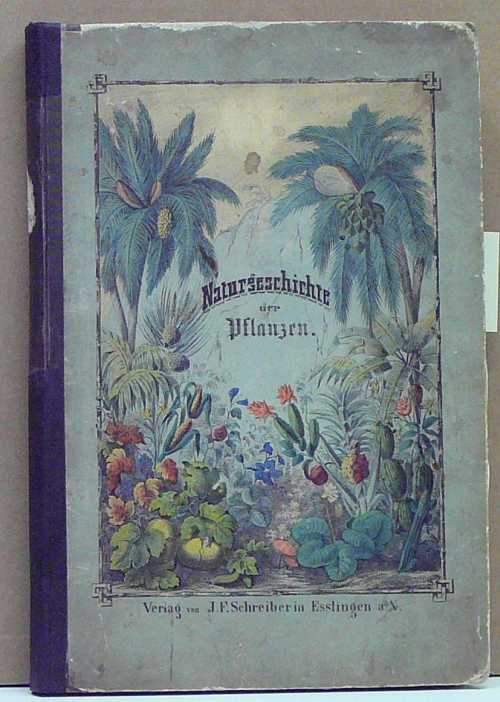 Naturgeschichte
der
Pflanzen.
Verlag von J. F. Schreiber in Esslingen a/N.